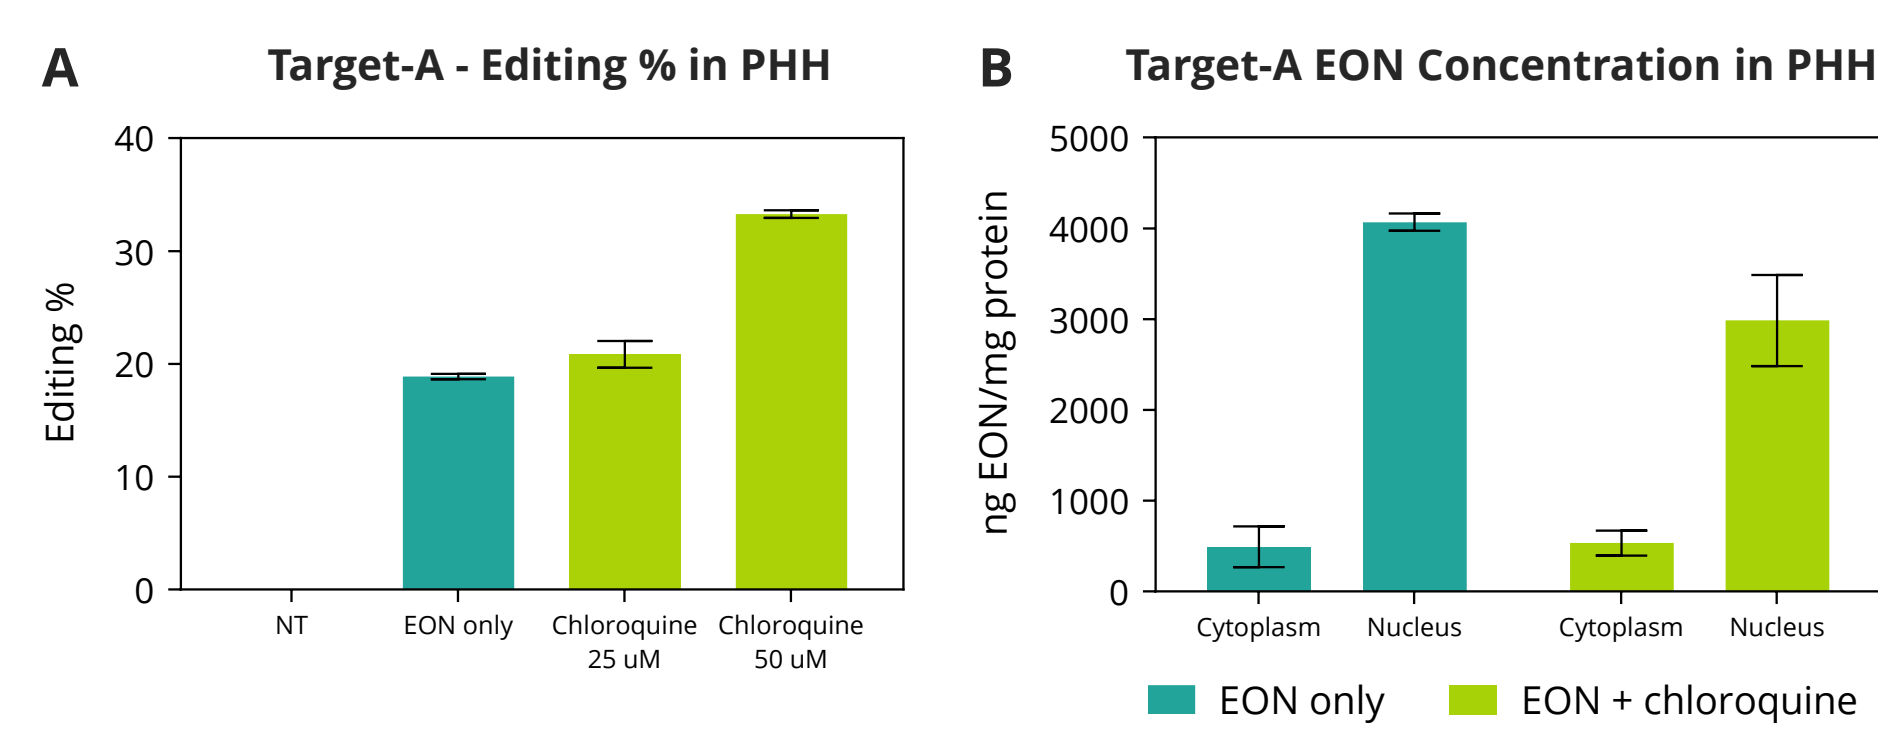 A
Target-A - Editing % in PHH
Editing %
40
30
20
10
0
NT
EON only
Chloroquine
25 uM
Chloroquine
50 uM
B
Target-A EON Concentration in PHH
ng EON/mg protein
5000
4000
3000
2000
1000
0
Cytoplasm
Nucleus
Cytoplasm
Nucleus
EON only
EON + chloroquine